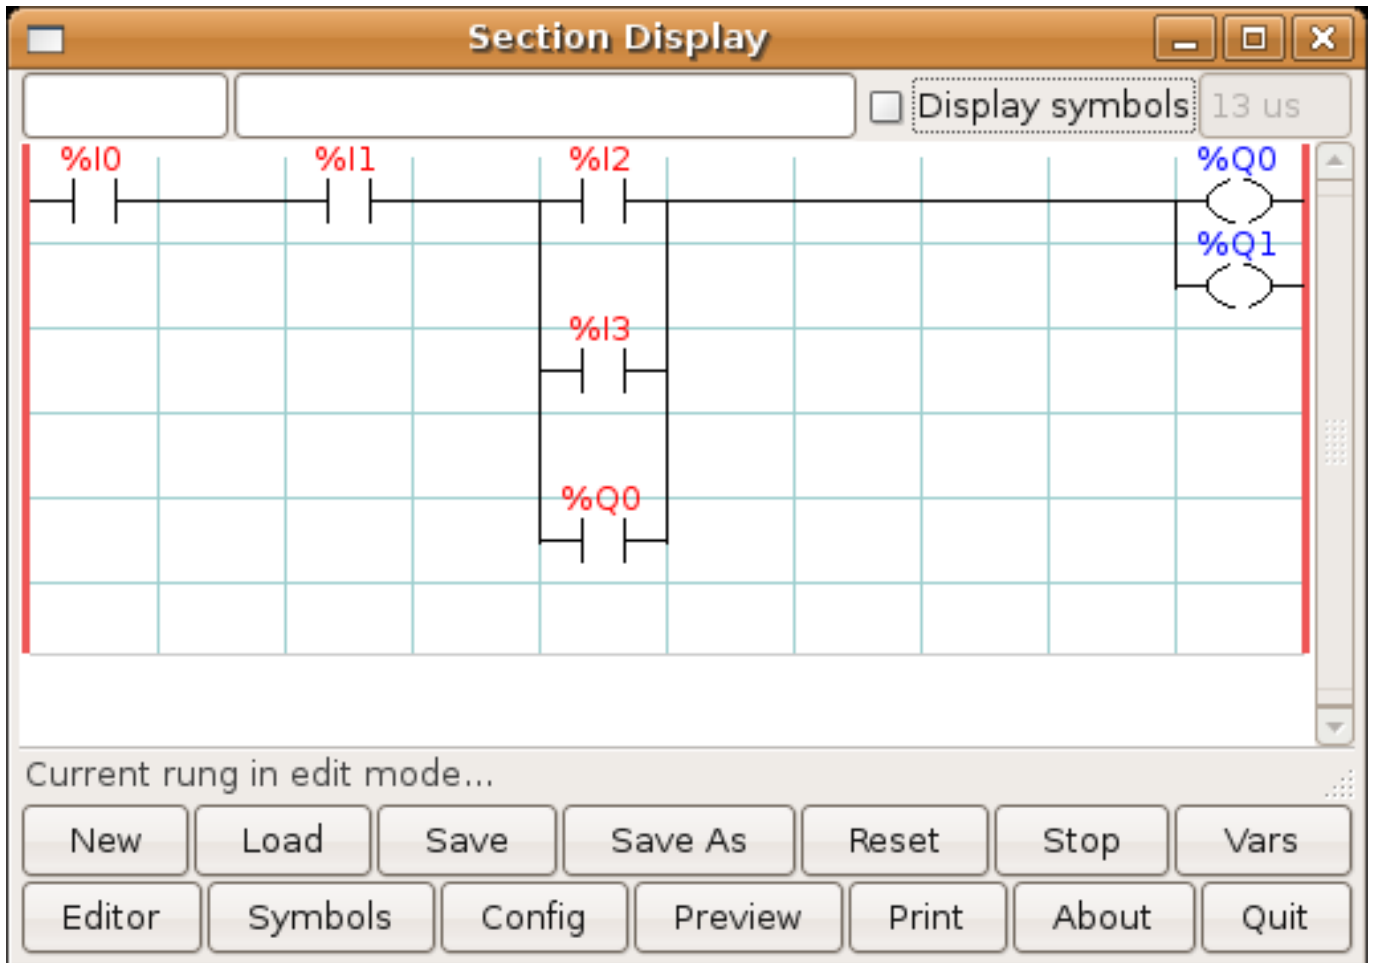 Section Display
Display symbols 13 us
%I0 %I1 %I2 %Q0
%Q1
%I3
%Q0
Current rung in edit mode...
New Load Save Save As Reset Stop Vars
Editor Symbols Config Preview Print About Quit